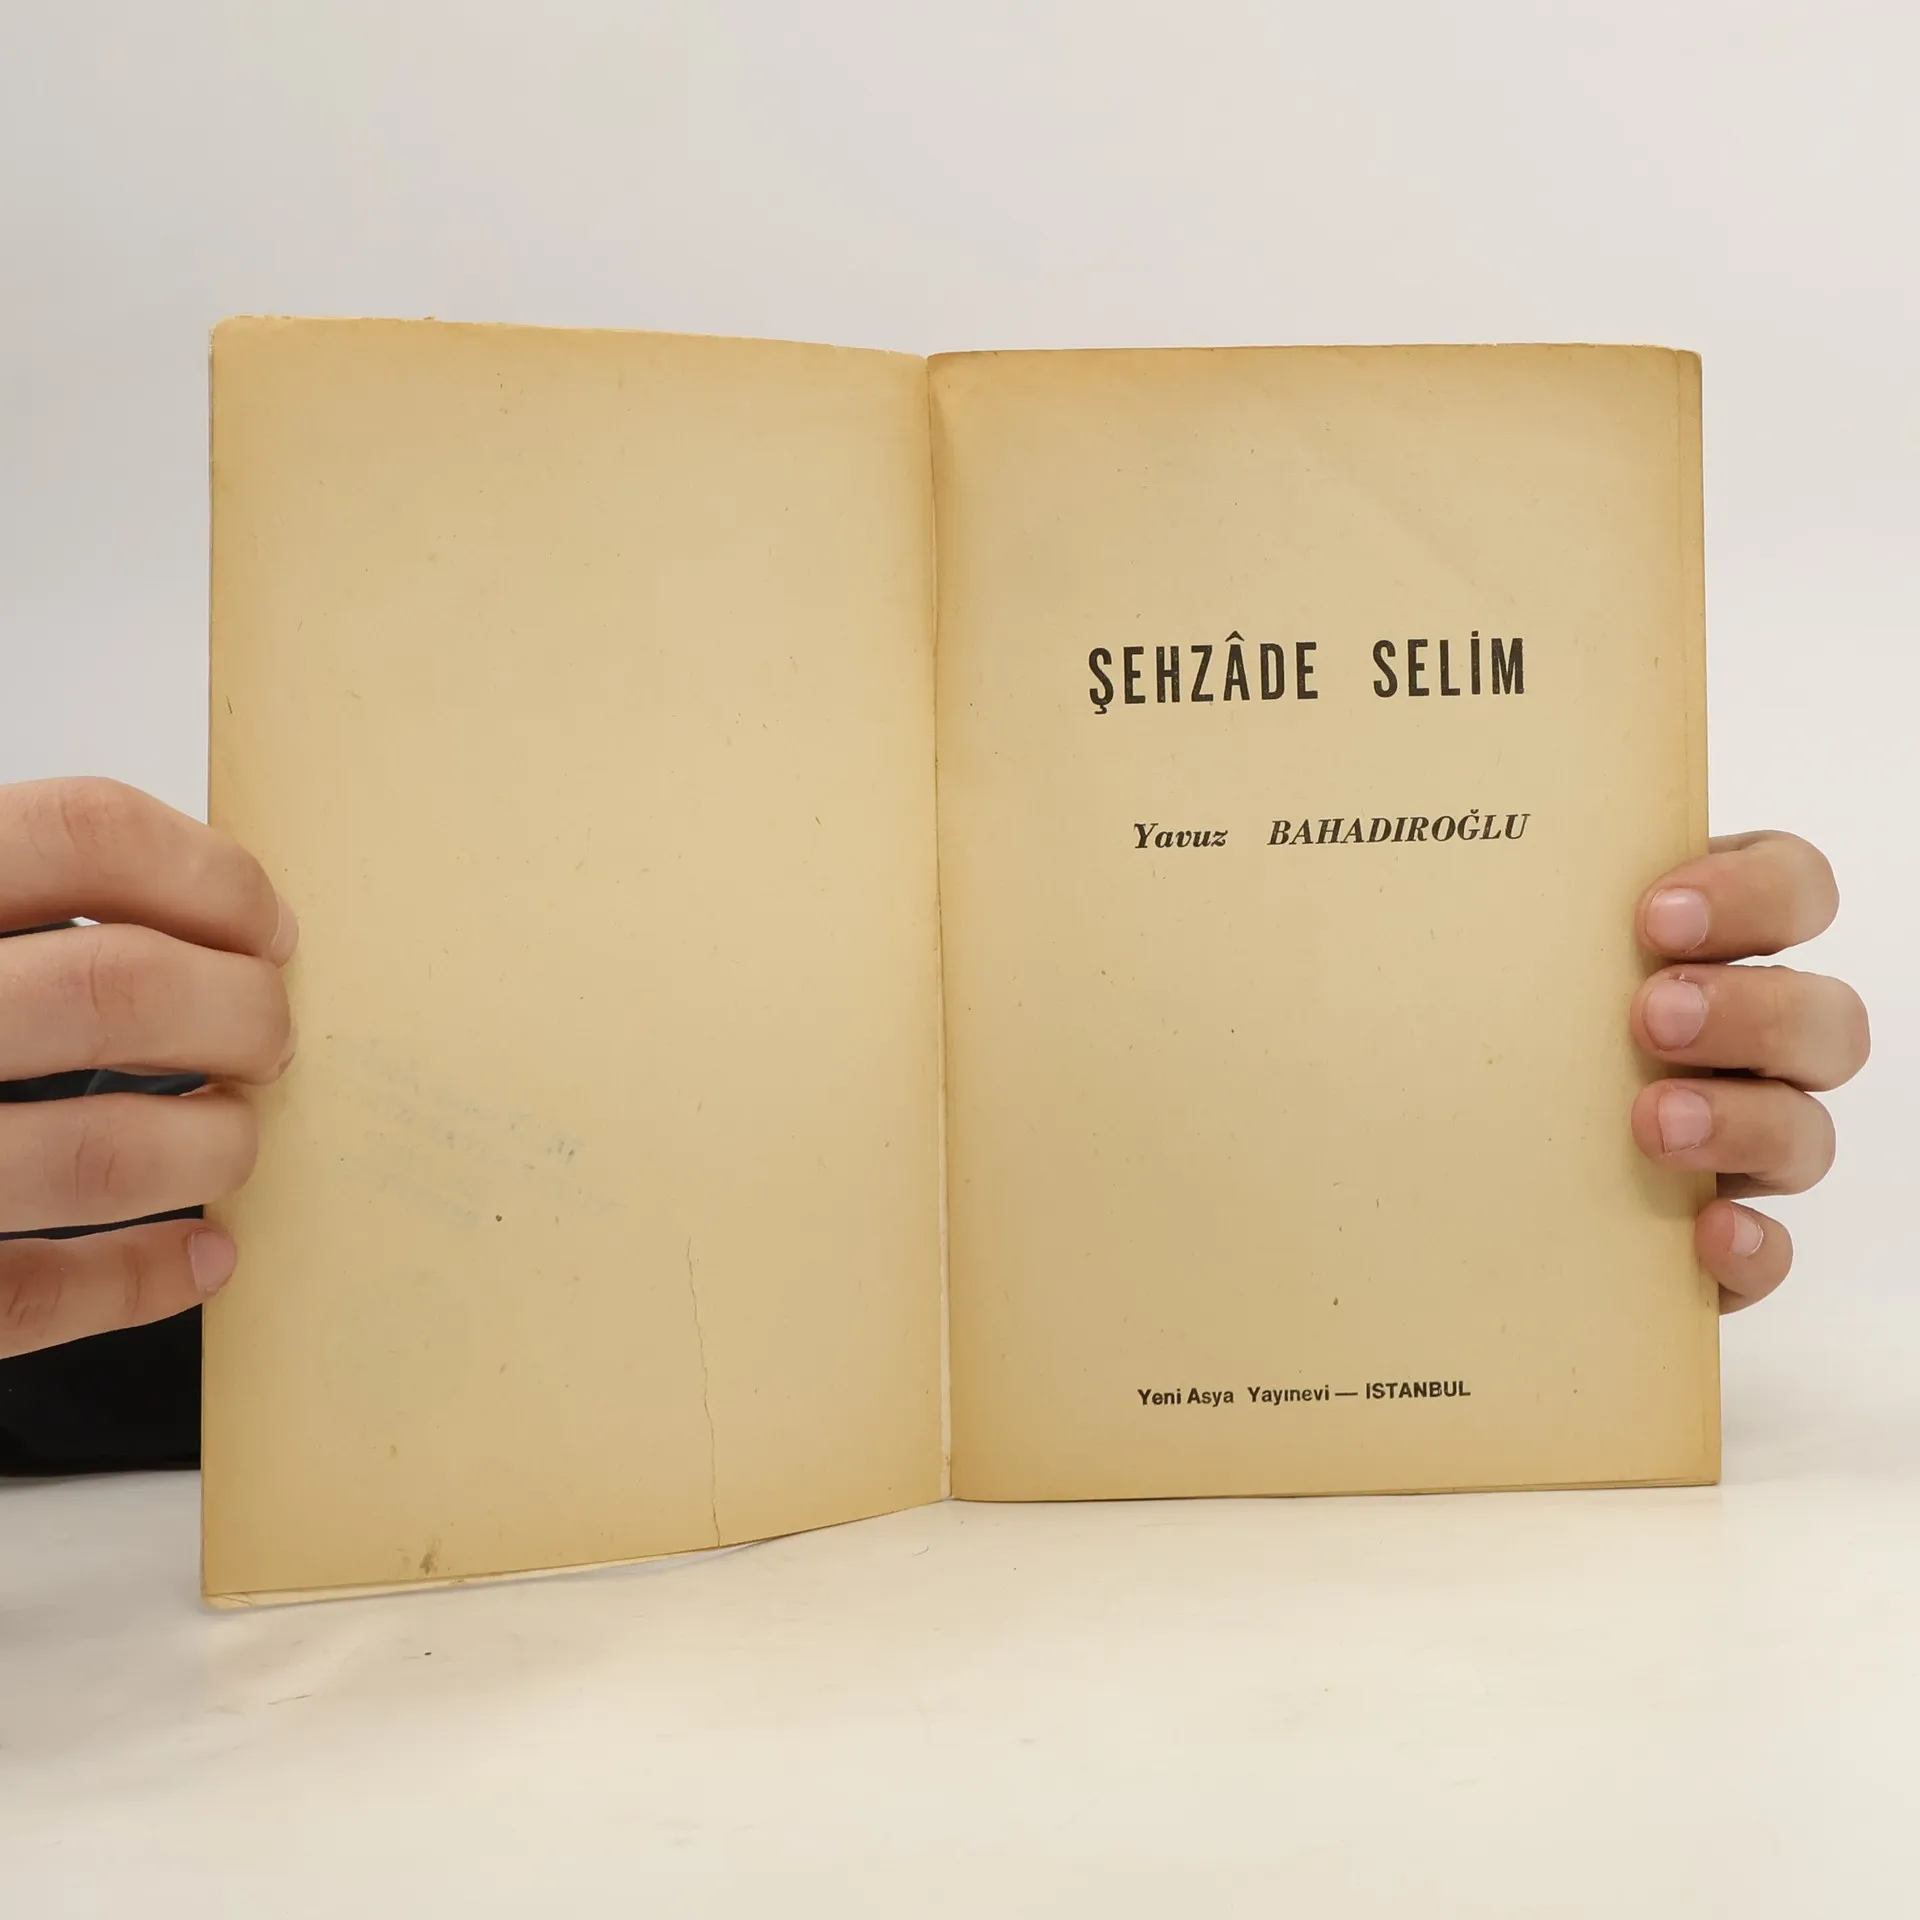 ŞEHZÂDE SELİM
Yavuz BAHADIROĞLU
Yeni Asya Yayınevi — ISTANBUL